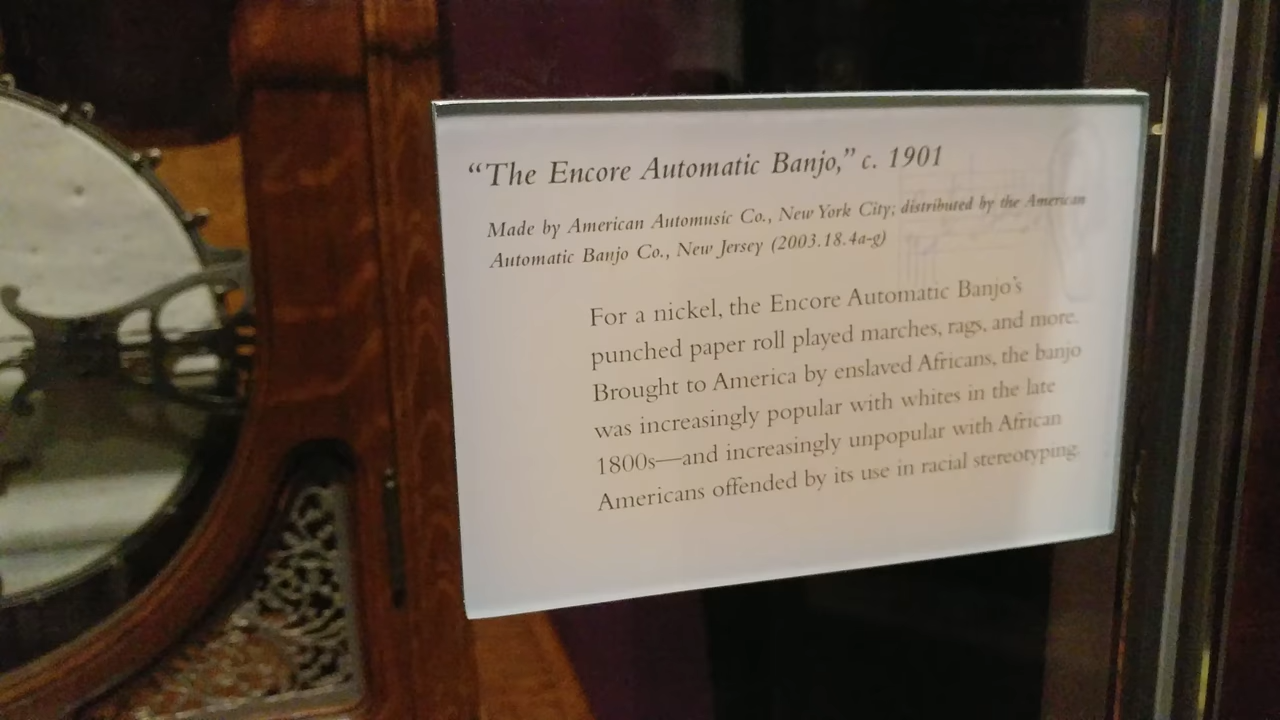 “The Encore Automatic Banjo,” c. 1901
Made by American Automusic Co., New York City; distributed by the American
Automatic Banjo Co., New Jersey (2003.18.4a-g)
For a nickel, the Encore Automatic Banjo’s
punched paper roll played marches, rags, and more.
Brought to America by enslaved Africans, the banjo
was increasingly popular with whites in the late
1800s—and increasingly unpopular with African
Americans offended by its use in racial stereotyping.